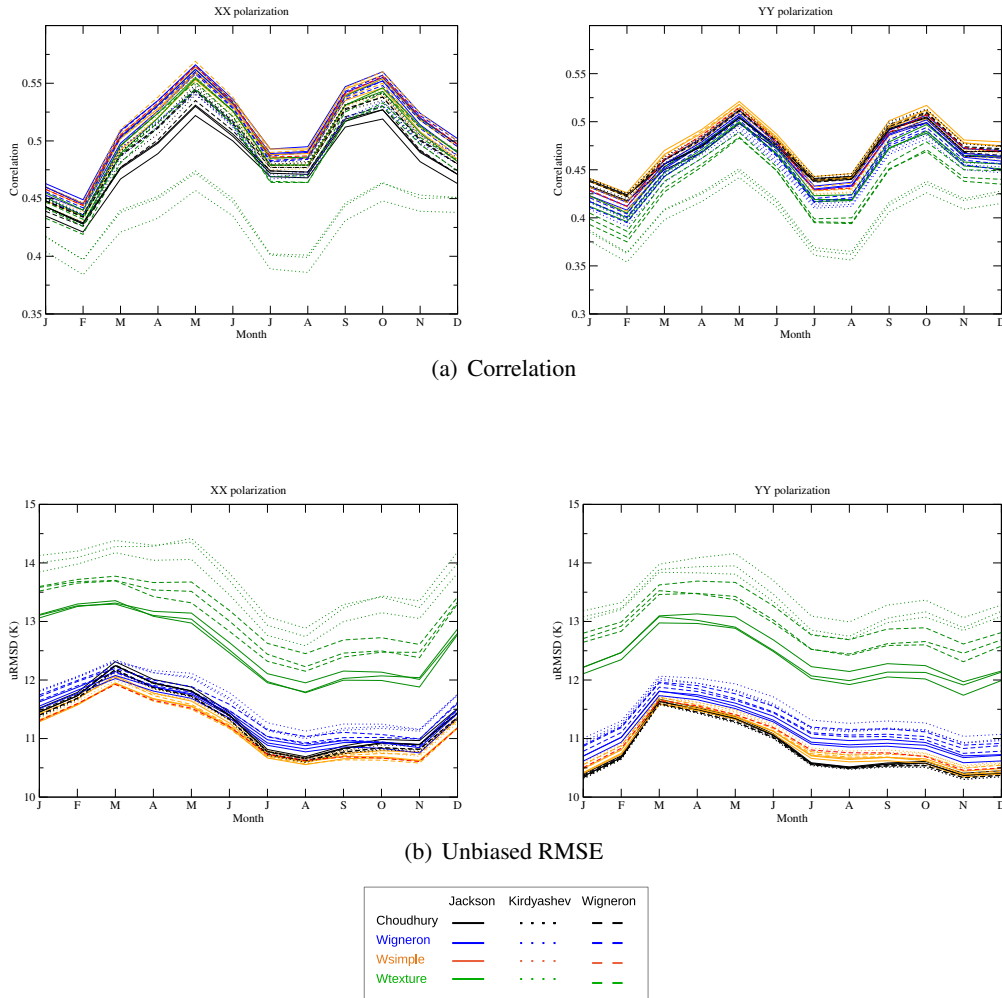 XX polarization
YY polarization
Correlation
0.55
0.5
0.45
0.4
0.35
J F M A M J J A S O N D
Month
Correlation
0.55
0.5
0.45
0.4
0.35
0.3
J F M A M J J A S O N D
Month
(a) Correlation
XX polarization
YY polarization
uRMSD (K)
15
14
13
12
11
10
J F M A M J J A S O N D
Month
uRMSD (K)
15
14
13
12
11
10
J F M A M J J A S O N D
Month
(b) Unbiased RMSE
Jackson Kirdyashev Wigneron
Choudhury
Wigneron
Wsimple
Wtexture